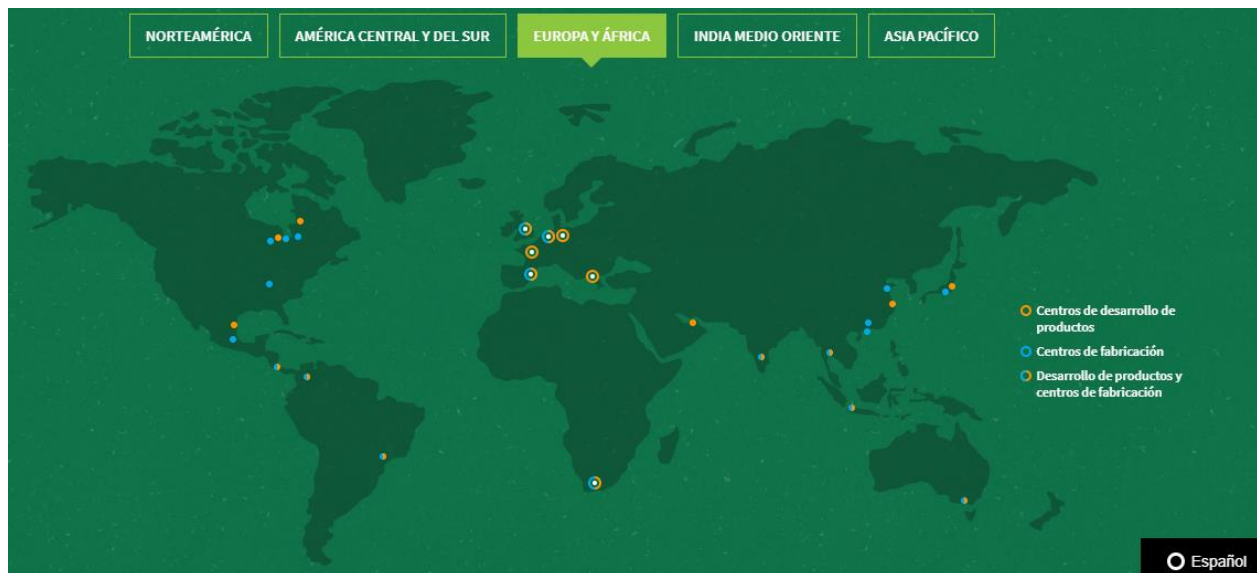 NORTEAMÉRICA
AMÉRICA CENTRAL Y DEL SUR
EUROPA Y ÁFRICA
INDIA MEDIO ORIENTE
ASIA PACÍFICO
Centros de desarrollo de
productos
Centros de fabricación
Desarrollo de productos y
centros de fabricación
Español